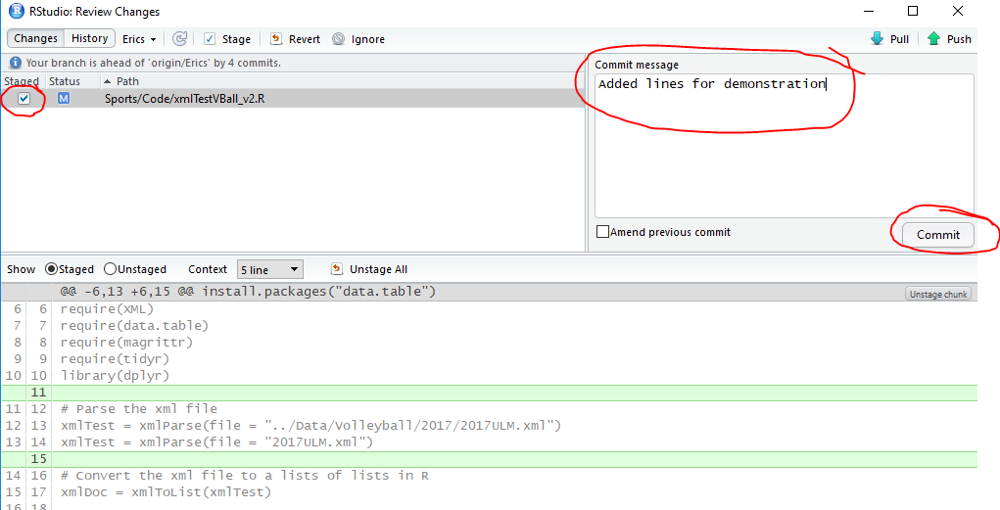 RStudio: Review Changes
Changes History Erics Stage Revert Ignore Pull Push
Your branch is ahead of 'origin/Erics' by 4 commits.
Staged Status Path
M Sports/Code/xmlTestVBall_v2.R
Commit message
Added lines for demonstration
Amend previous commit
Commit
Show Staged Unstaged Context 5 line Unstage All
@@ -6,13 +6,15 @@ install.packages("data.table") Unstage chunk
6 6 require(XML)
7 7 require(data.table)
8 8 require(magrittr)
9 9 require(tidyr)
10 10 library(dplyr)
11
11 12 # Parse the xml file
12 13 xmlTest = xmlParse(file = "../Data/Volleyball/2017/2017ULM.xml")
13 14 xmlTest = xmlParse(file = "2017ULM.xml")
15
14 16 # Convert the xml file to a lists of lists in R
15 17 xmlDoc = xmlToList(xmlTest)
16 18